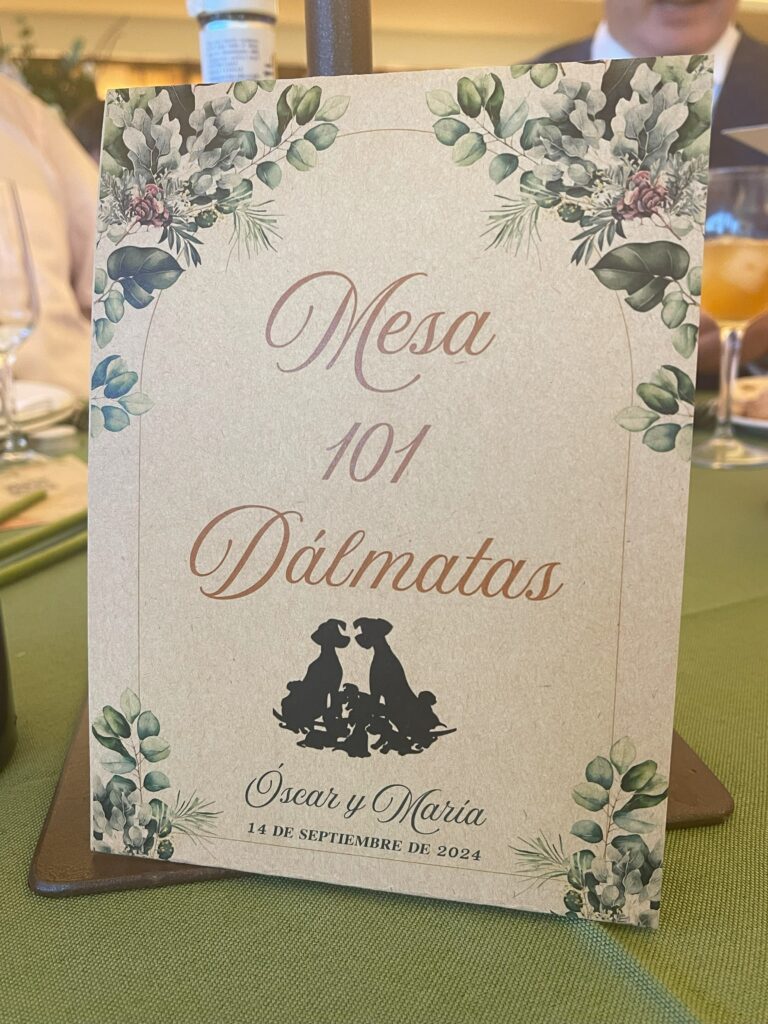 Mesa
101
Dálmatas
Óscar y María
14 DE SEPTIEMBRE DE 2024